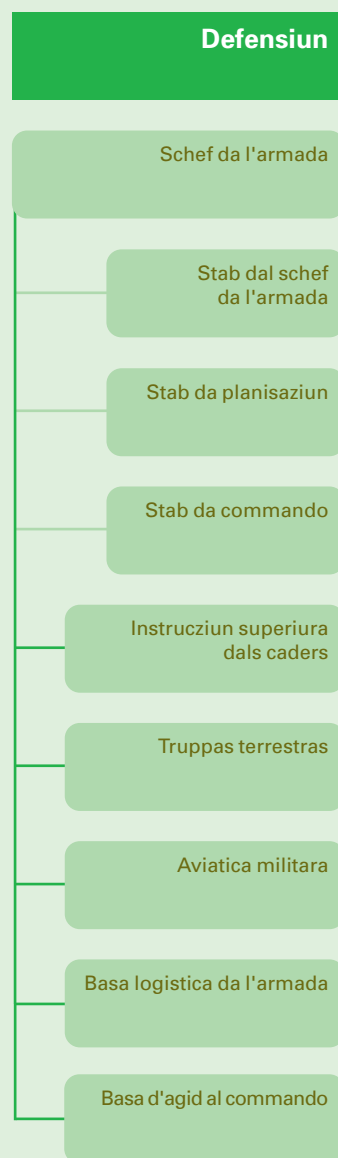 Defensiun
Schef da l'armada
Stab dal schef
da l'armada
Stab da planisaziun
Stab da commando
Instrucziun superiura
dals caders
Truppas terrestras
Aviatica militara
Basa logistica da l'armada
Basa d'agid al commando